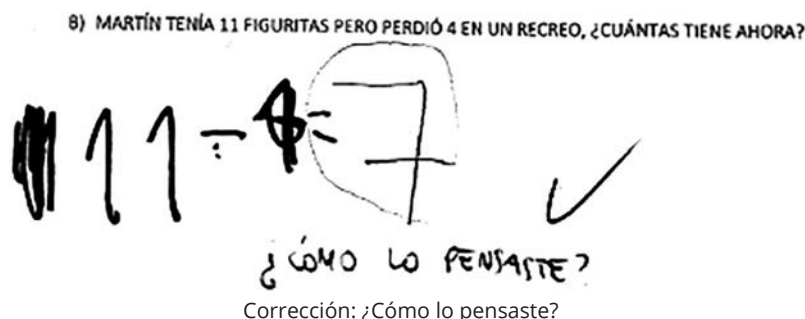 8) MARTÍN TENÍA 11 FIGURITAS PERO PERDIÓ 4 EN UN RECREO, ¿CUÁNTAS TIENE AHORA?
11 - 4 = 7
¿CÓMO LO PENSASTE?
Corrección: ¿Cómo lo pensaste?